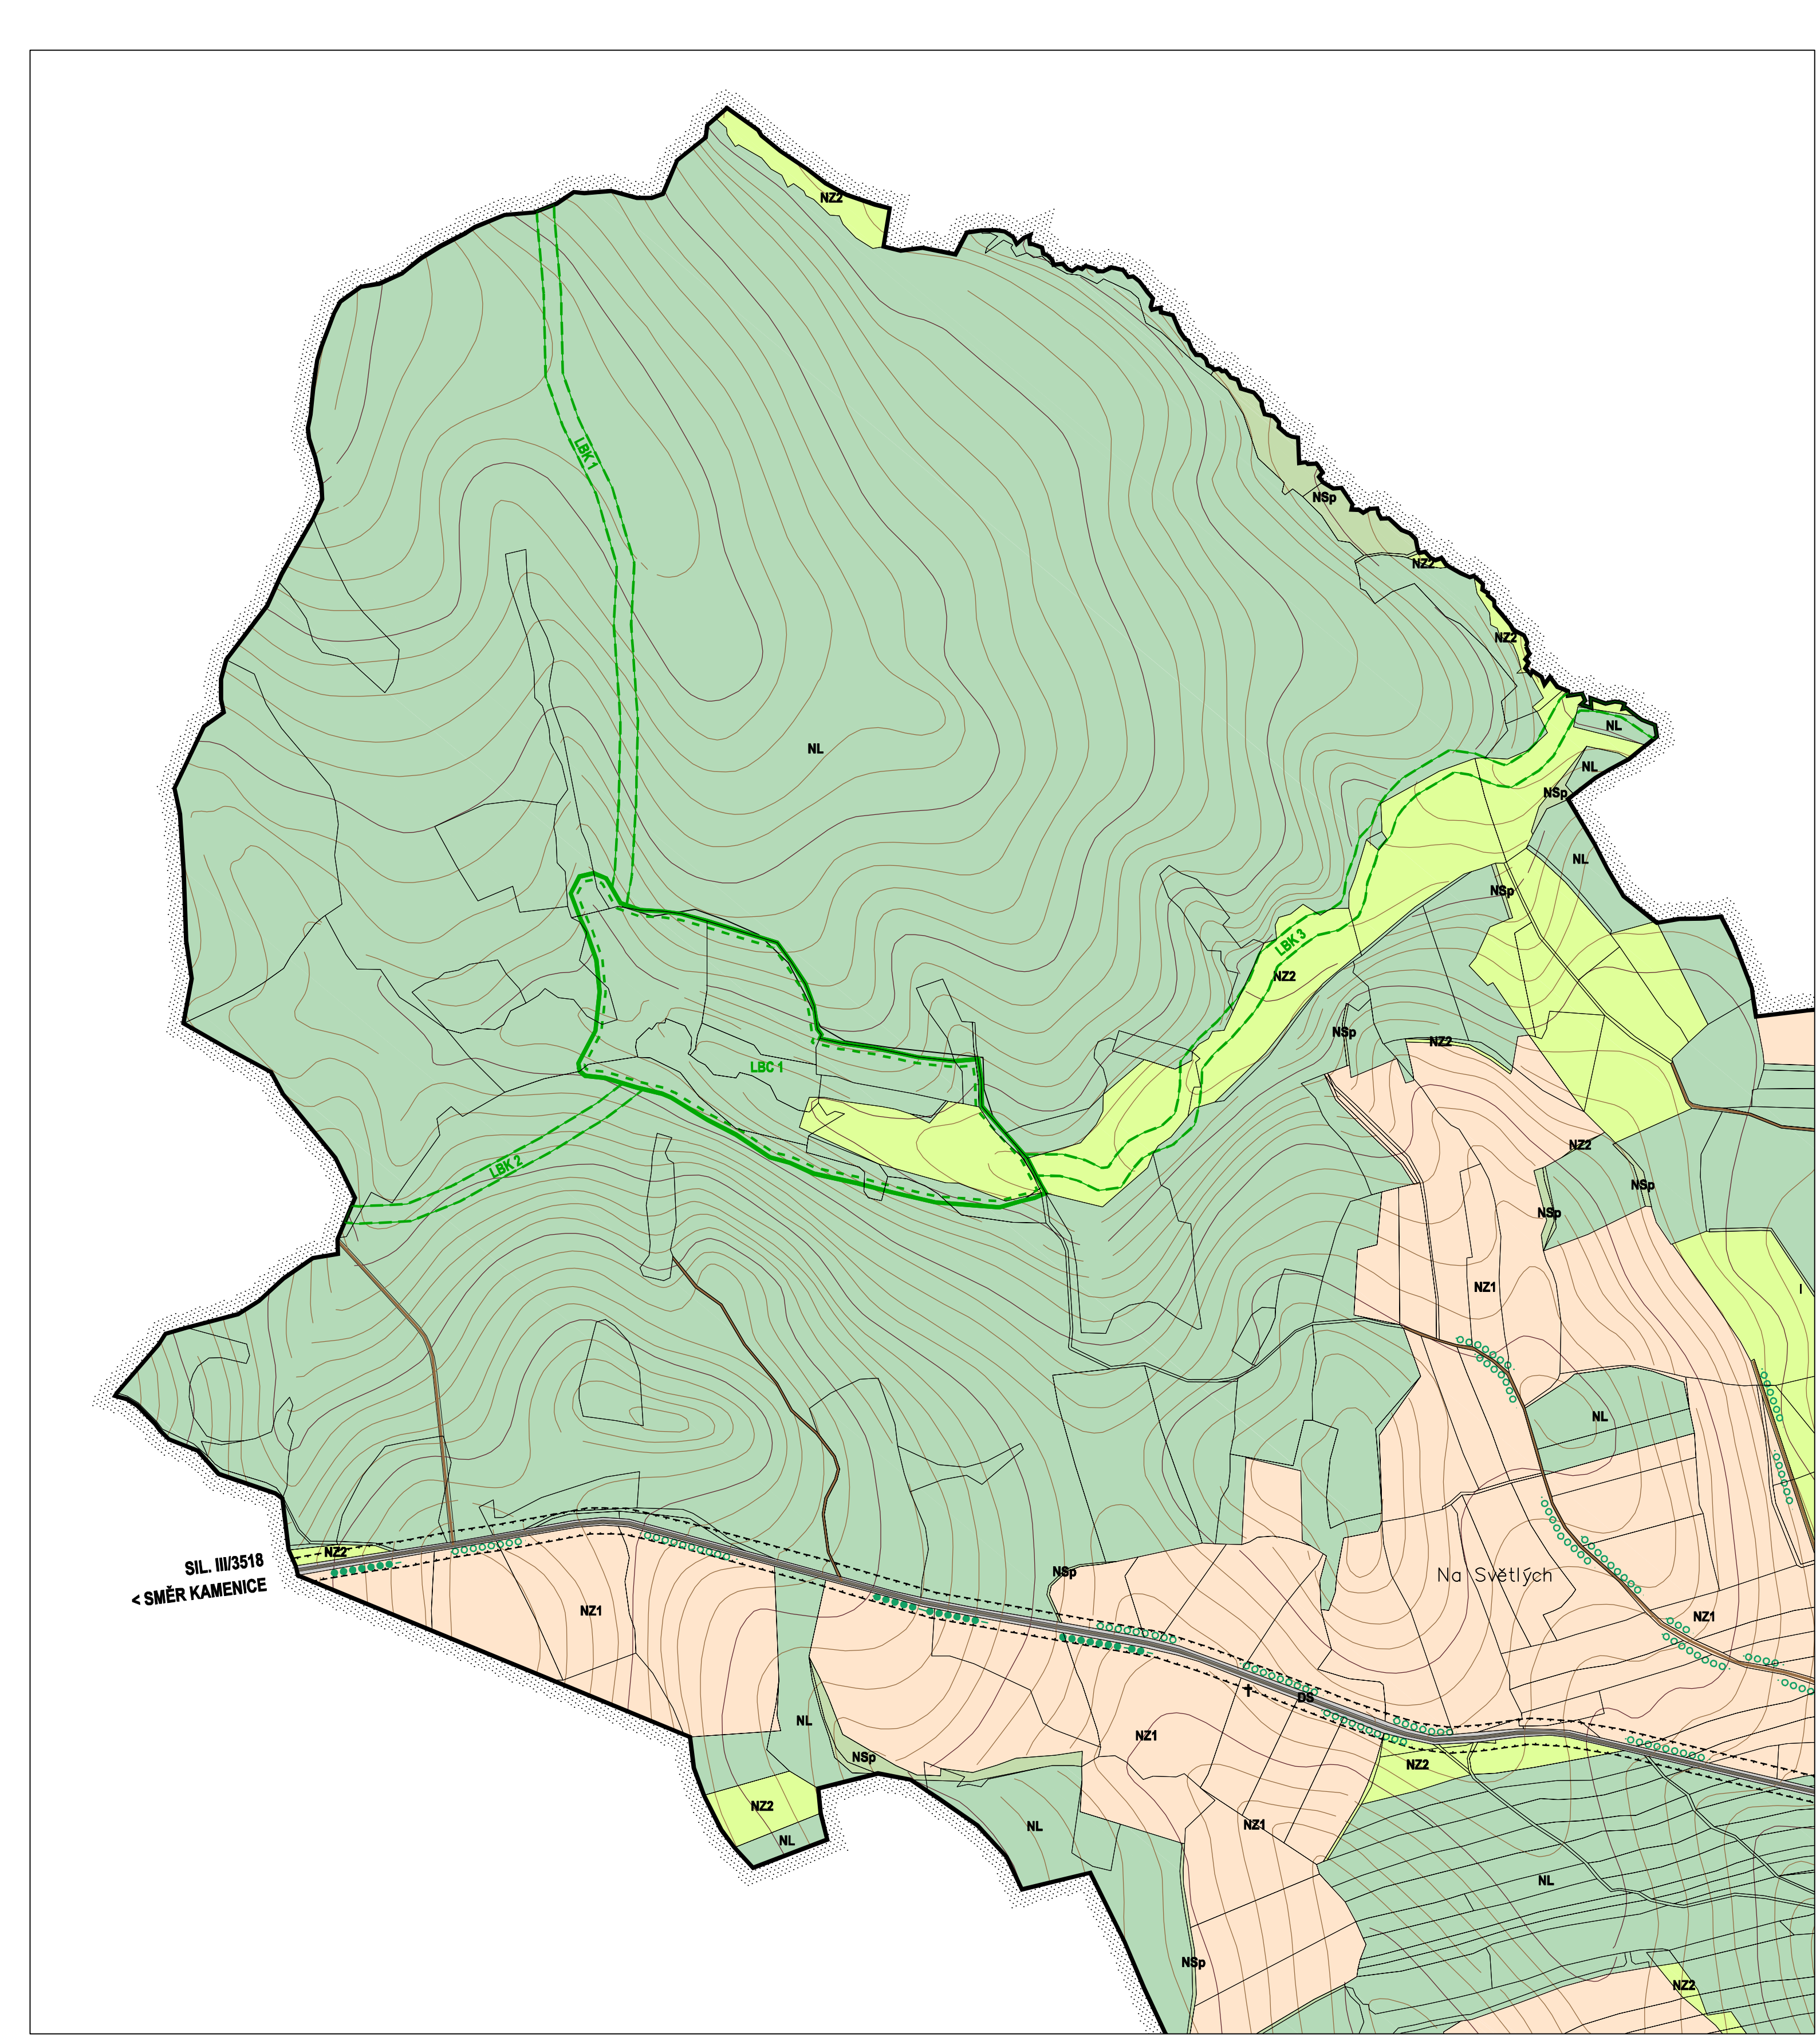 NZ2
LBK 1
NSp
NZ2
NZ2
NL
NL
NL
NSp
NL
NSp
LBK 3
NZ2
NSp
NZ2
LBC 1
NZ2
LBK 2
NSp
NSp
NZ1
NL
SIL. III/3518
< SMĚR KAMENICE
NZ2
NSp
Na Světlých
NZ1
NZ1
DS
NL
NZ1
NSp
NZ2
NZ2
NL
NZ1
NL
NL
NSp
NZ2